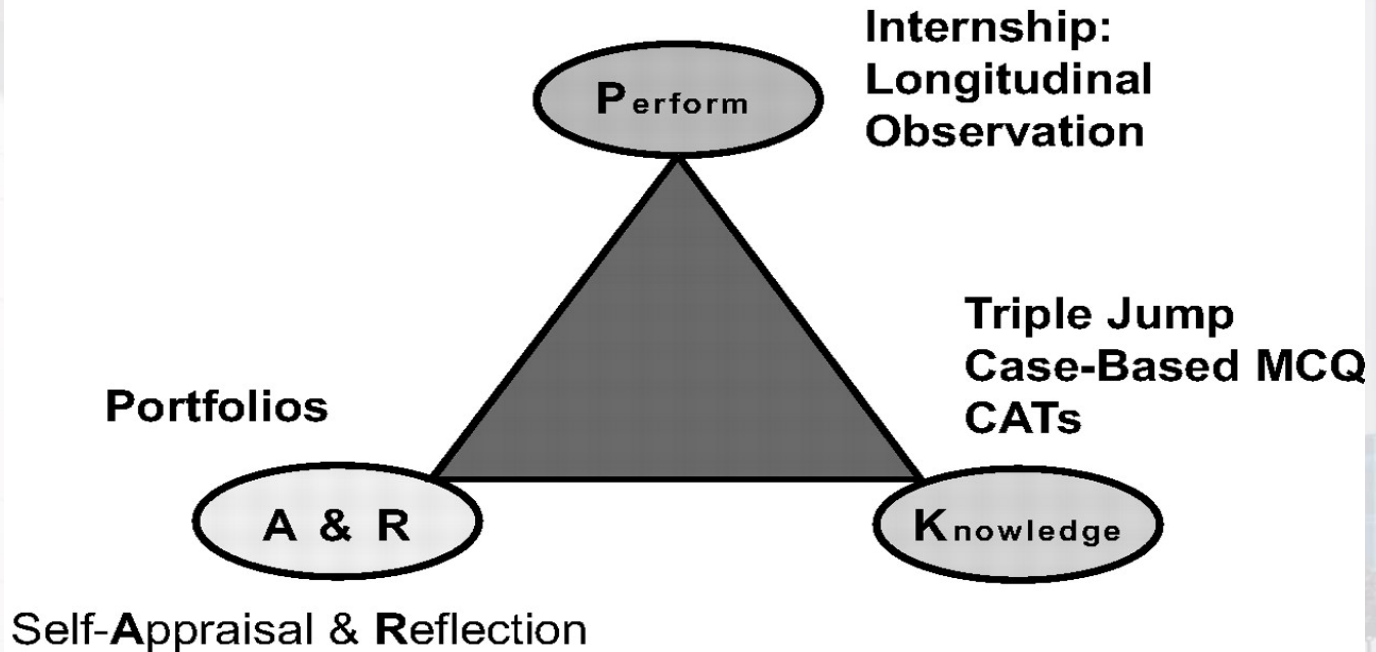 Internship:
Longitudinal
Observation
Perform
Triple Jump
Case-Based MCQ
CATs
Portfolios
A & R
Knowledge
Self-Appraisal & Reflection